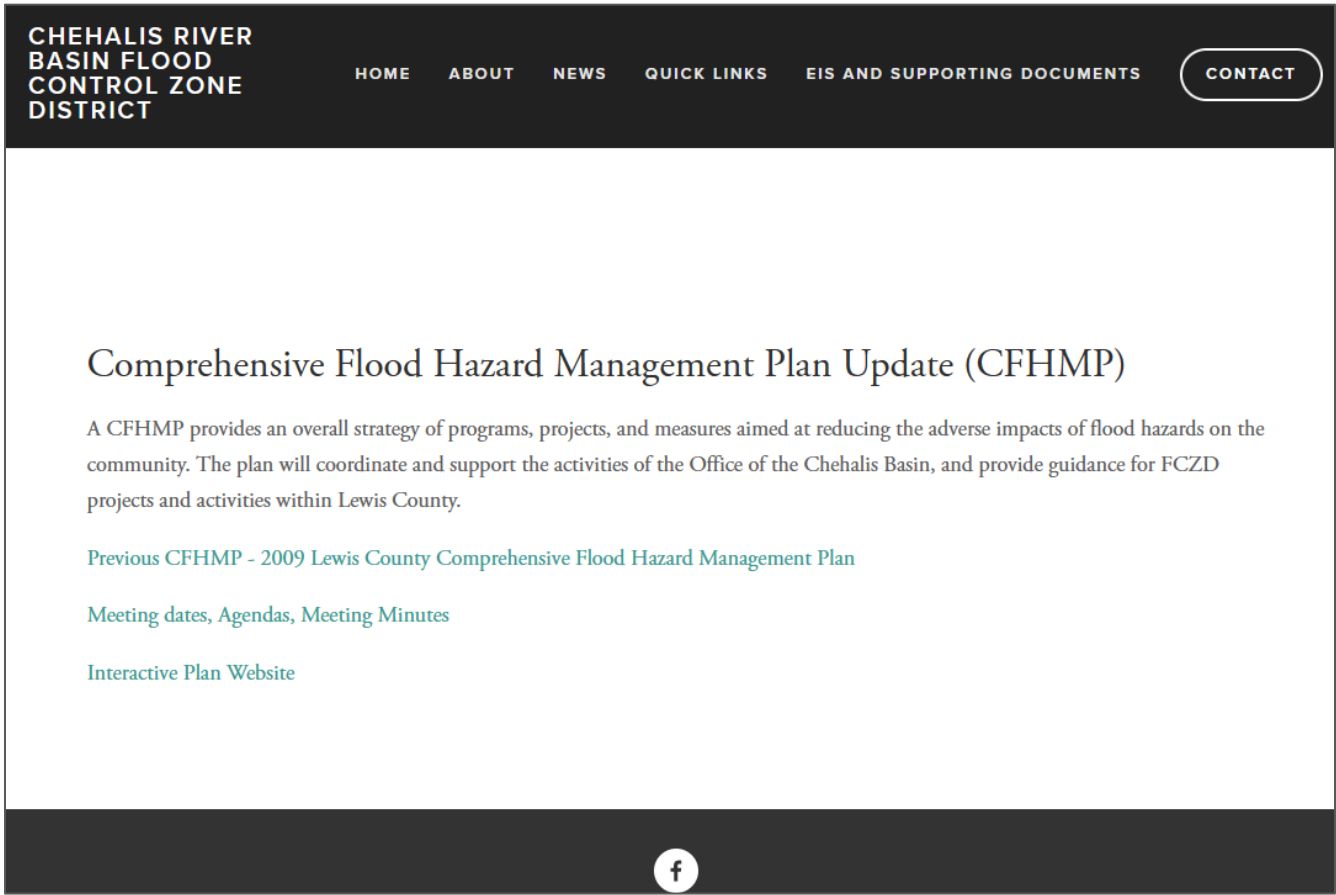 CHEHALIS RIVER
BASIN FLOOD
CONTROL ZONE
DISTRICT
HOME ABOUT NEWS QUICK LINKS EIS AND SUPPORTING DOCUMENTS CONTACT
Comprehensive Flood Hazard Management Plan Update (CFHMP)
A CFHMP provides an overall strategy of programs, projects, and measures aimed at reducing the adverse impacts of flood hazards on the
community. The plan will coordinate and support the activities of the Office of the Chehalis Basin, and provide guidance for FCZD
projects and activities within Lewis County.
Previous CFHMP - 2009 Lewis County Comprehensive Flood Hazard Management Plan
Meeting dates, Agendas, Meeting Minutes
Interactive Plan Website